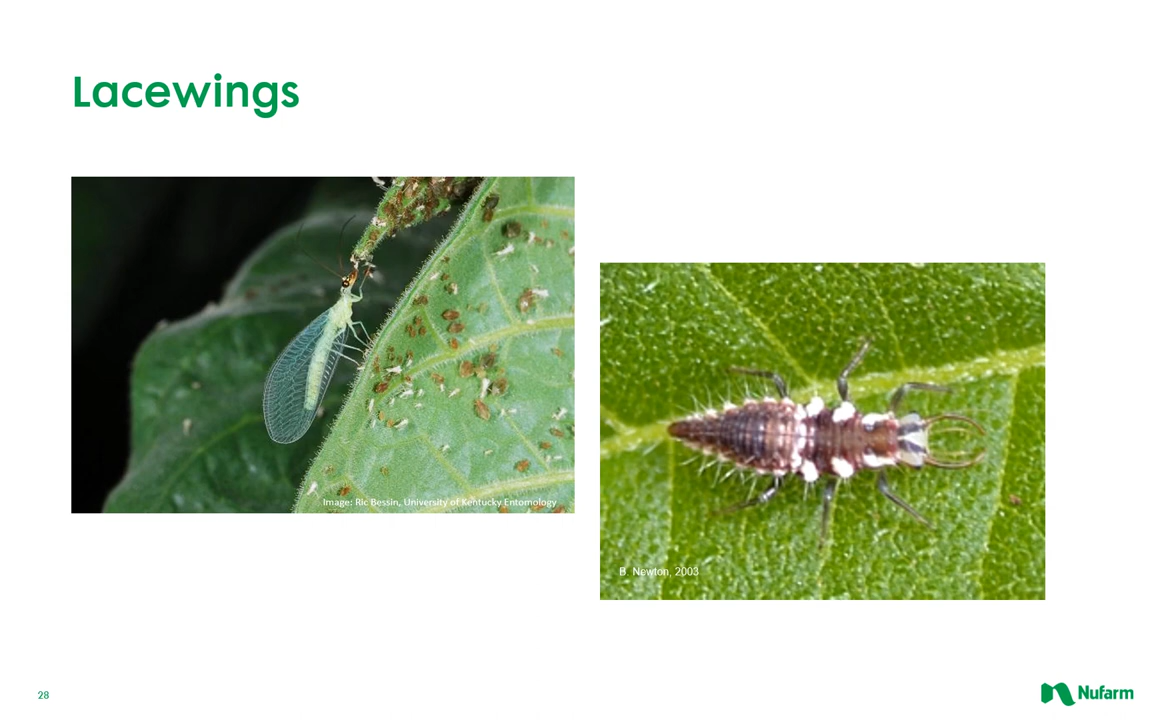 Lacewings
Image: Ric Bessin, University of Kentucky Entomology
B. Newton, 2003
28
Nufarm